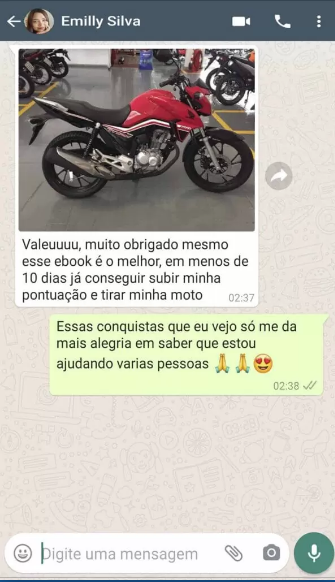 Emilly Silva
Valeuuuu, muito obrigado mesmo
esse ebook é o melhor, em menos de
10 dias já conseguir subir minha
pontuação e tirar minha moto
02:37
Essas conquistas que eu vejo só me da
mais alegria em saber que estou
ajudando varias pessoas 🙏🙏😍
02:38
Digite uma mensagem